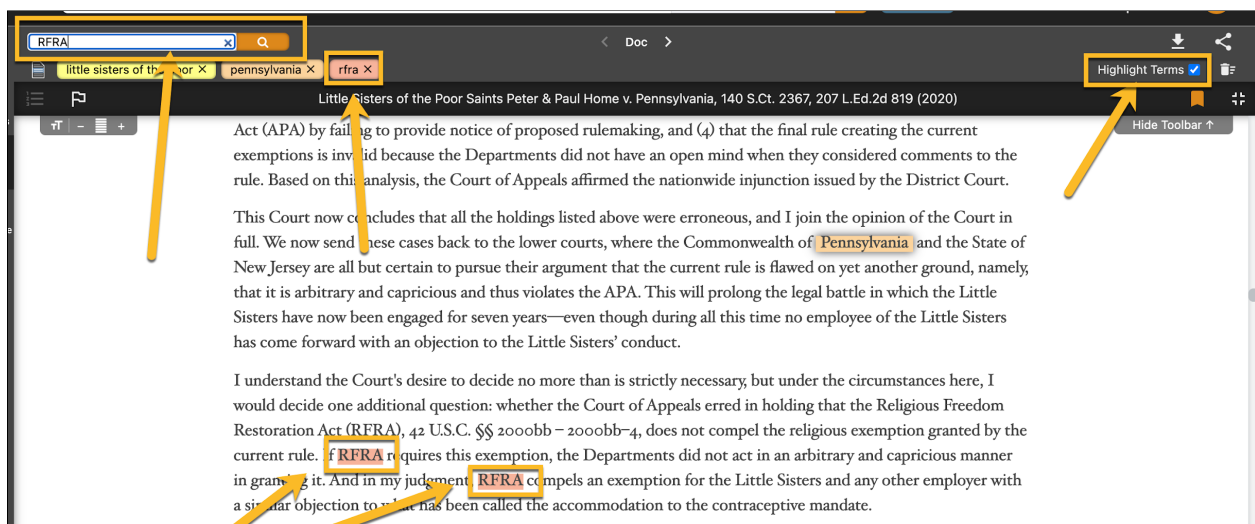 RFRA x
< Doc >
little sisters of the poor × pennsylvania × rfra × Highlight Terms
Little Sisters of the Poor Saints Peter & Paul Home v. Pennsylvania, 140 S.Ct. 2367, 207 L.Ed.2d 819 (2020)
TT − + Hide Toolbar ↑
Act (APA) by failing to provide notice of proposed rulemaking, and (4) that the final rule creating the current
exemptions is invalid because the Departments did not have an open mind when they considered comments to the
rule. Based on this analysis, the Court of Appeals affirmed the nationwide injunction issued by the District Court.
This Court now concludes that all the holdings listed above were erroneous, and I join the opinion of the Court in
full. We now send these cases back to the lower courts, where the Commonwealth of Pennsylvania and the State of
New Jersey are all but certain to pursue their argument that the current rule is flawed on yet another ground, namely,
that it is arbitrary and capricious and thus violates the APA. This will prolong the legal battle in which the Little
Sisters have now been engaged for seven years—even though during all this time no employee of the Little Sisters
has come forward with an objection to the Little Sisters’ conduct.
I understand the Court's desire to decide no more than is strictly necessary, but under the circumstances here, I
would decide one additional question: whether the Court of Appeals erred in holding that the Religious Freedom
Restoration Act (RFRA), 42 U.S.C. §§ 2000bb – 2000bb–4, does not compel the religious exemption granted by the
current rule. If RFRA requires this exemption, the Departments did not act in an arbitrary and capricious manner
in granting it. And in my judgment, RFRA compels an exemption for the Little Sisters and any other employer with
a similar objection to what has been called the accommodation to the contraceptive mandate.